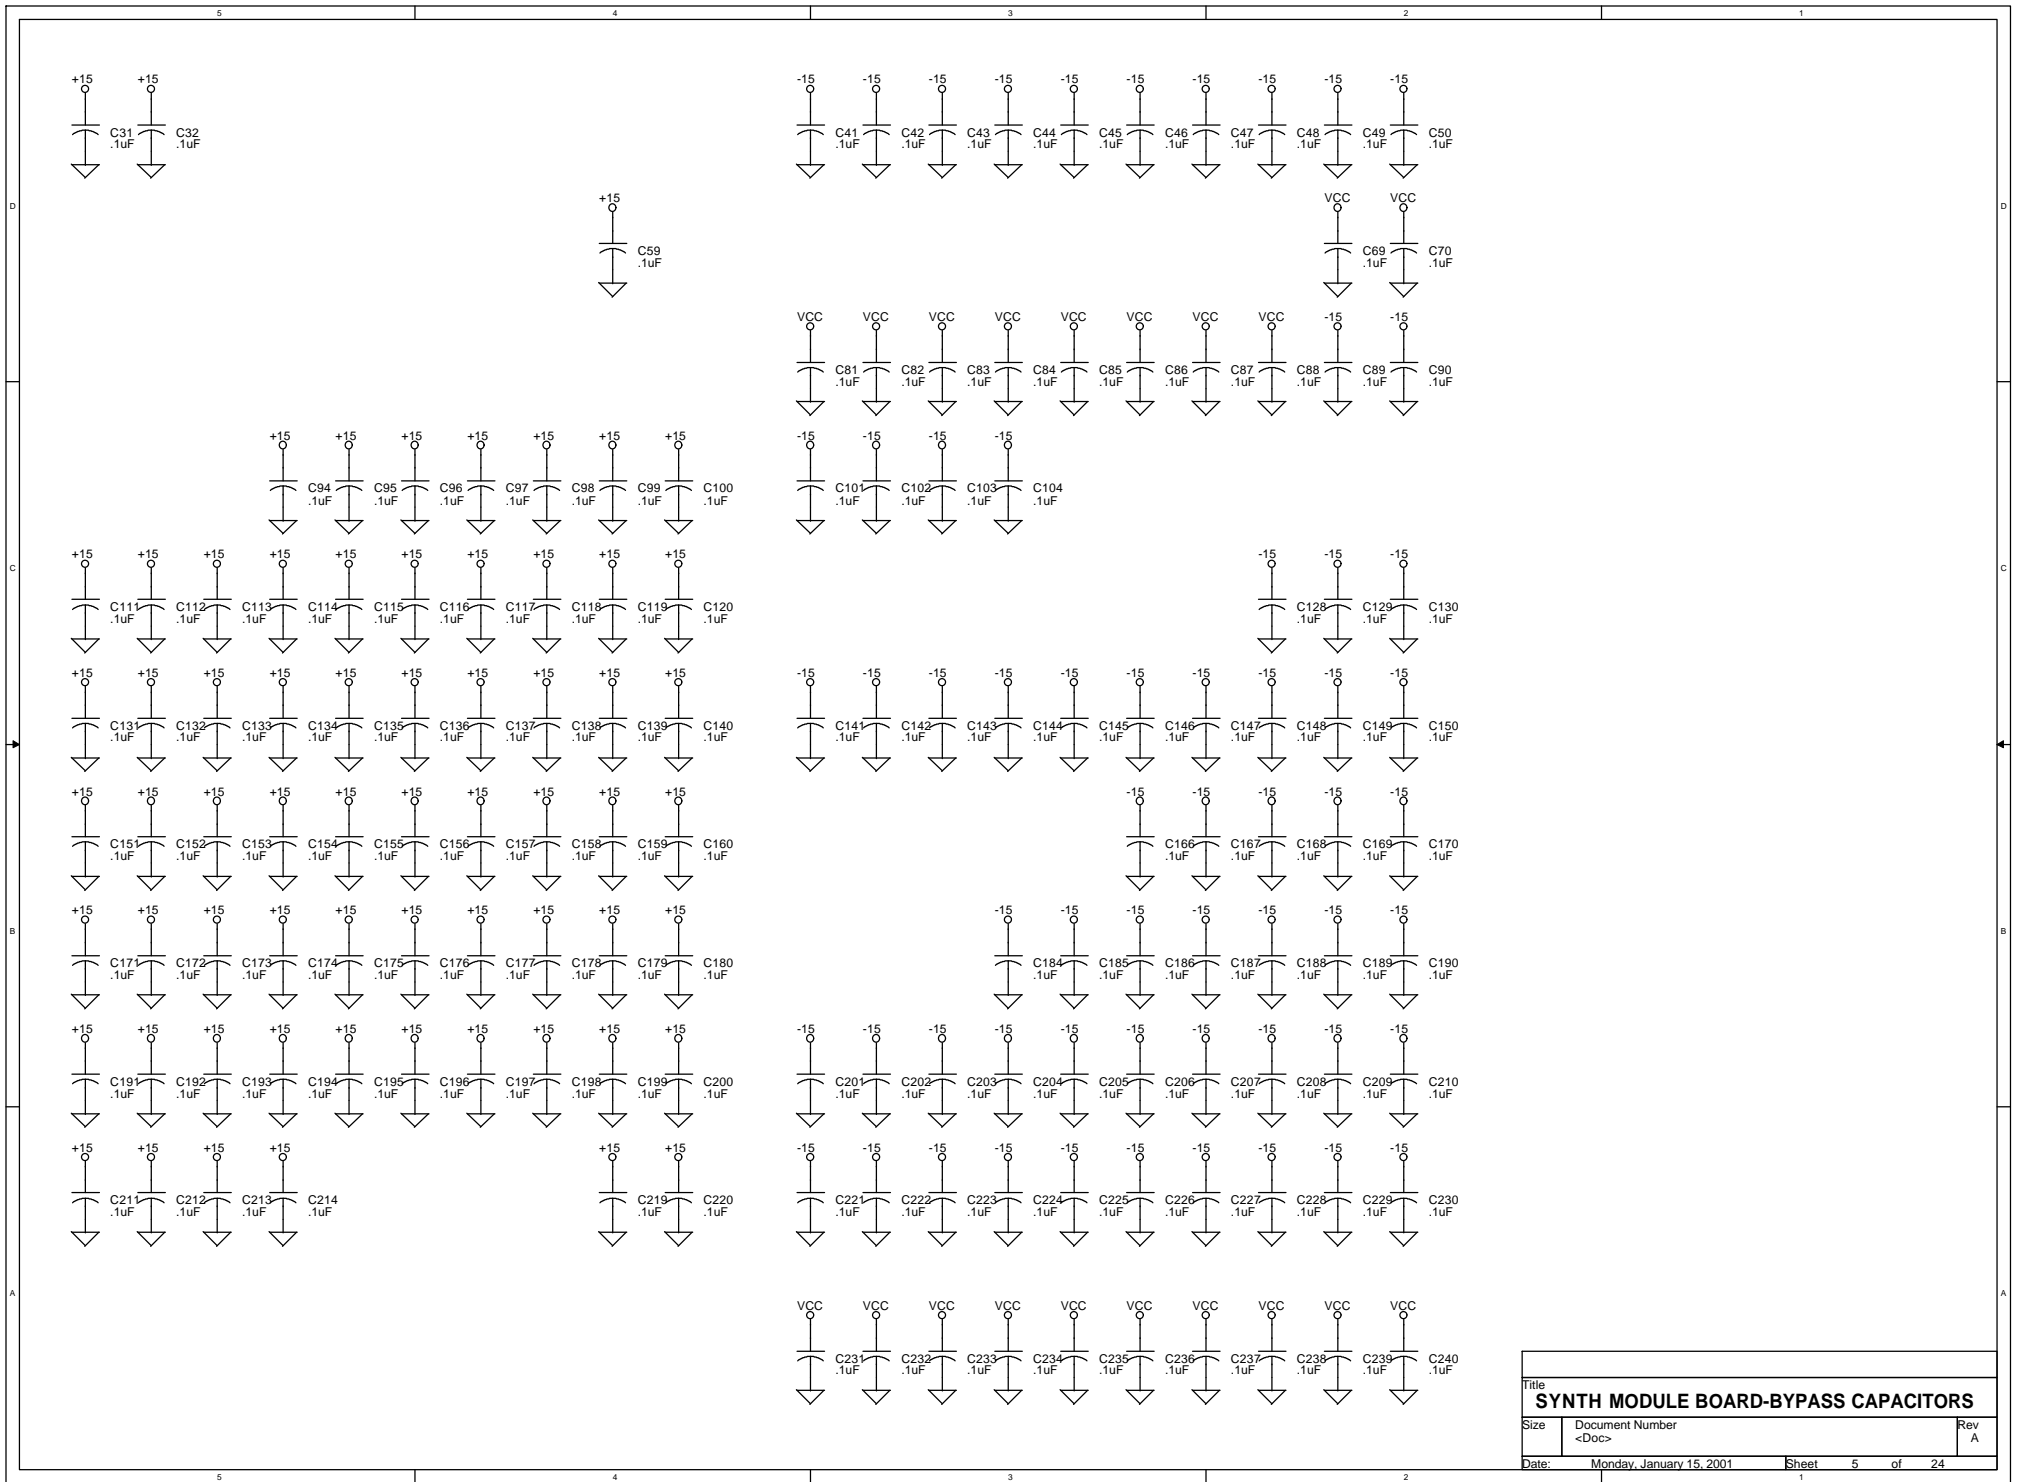 5 4 3 2 1
+15 +15 -15 -15 -15 -15 -15 -15 -15 -15 -15 -15
C31 C32 C41 C42 C43 C44 C45 C46 C47 C48 C49 C50
.1uF .1uF .1uF .1uF .1uF .1uF .1uF .1uF .1uF .1uF .1uF .1uF
+15 VCC VCC
D D
C59 C69 C70
.1uF .1uF .1uF
VCC VCC VCC VCC VCC VCC VCC VCC -15 -15
C81 C82 C83 C84 C85 C86 C87 C88 C89 C90
.1uF .1uF .1uF .1uF .1uF .1uF .1uF .1uF .1uF .1uF
+15 +15 +15 +15 +15 +15 +15 -15 -15 -15 -15
C94 C95 C96 C97 C98 C99 C100 C101 C102 C103 C104
.1uF .1uF .1uF .1uF .1uF .1uF .1uF .1uF .1uF .1uF .1uF
+15 +15 +15 +15 +15 +15 +15 +15 +15 +15 -15 -15 -15
C C
C111 C112 C113 C114 C115 C116 C117 C118 C119 C120 C128 C129 C130
.1uF .1uF .1uF .1uF .1uF .1uF .1uF .1uF .1uF .1uF .1uF .1uF .1uF
+15 +15 +15 +15 +15 +15 +15 +15 +15 +15 -15 -15 -15 -15 -15 -15 -15 -15 -15 -15
C131 C132 C133 C134 C135 C136 C137 C138 C139 C140 C141 C142 C143 C144 C145 C146 C147 C148 C149 C150
.1uF .1uF .1uF .1uF .1uF .1uF .1uF .1uF .1uF .1uF .1uF .1uF .1uF .1uF .1uF .1uF .1uF .1uF .1uF .1uF
+15 +15 +15 +15 +15 +15 +15 +15 +15 +15 -15 -15 -15 -15 -15
C151 C152 C153 C154 C155 C156 C157 C158 C159 C160 C166 C167 C168 C169 C170
.1uF .1uF .1uF .1uF .1uF .1uF .1uF .1uF .1uF .1uF .1uF .1uF .1uF .1uF .1uF
+15 +15 +15 +15 +15 +15 +15 +15 +15 +15 -15 -15 -15 -15 -15 -15 -15
B B
C171 C172 C173 C174 C175 C176 C177 C178 C179 C180 C184 C185 C186 C187 C188 C189 C190
.1uF .1uF .1uF .1uF .1uF .1uF .1uF .1uF .1uF .1uF .1uF .1uF .1uF .1uF .1uF .1uF .1uF
+15 +15 +15 +15 +15 +15 +15 +15 +15 +15 -15 -15 -15 -15 -15 -15 -15 -15 -15 -15
C191 C192 C193 C194 C195 C196 C197 C198 C199 C200 C201 C202 C203 C204 C205 C206 C207 C208 C209 C210
.1uF .1uF .1uF .1uF .1uF .1uF .1uF .1uF .1uF .1uF .1uF .1uF .1uF .1uF .1uF .1uF .1uF .1uF .1uF .1uF
+15 +15 +15 +15 +15 +15 -15 -15 -15 -15 -15 -15 -15 -15 -15 -15
C211 C212 C213 C214 C219 C220 C221 C222 C223 C224 C225 C226 C227 C228 C229 C230
.1uF .1uF .1uF .1uF .1uF .1uF .1uF .1uF .1uF .1uF .1uF .1uF .1uF .1uF .1uF .1uF
A A
VCC VCC VCC VCC VCC VCC VCC VCC VCC VCC
C231 C232 C233 C234 C235 C236 C237 C238 C239 C240
.1uF .1uF .1uF .1uF .1uF .1uF .1uF .1uF .1uF .1uF
Title
SYNTH MODULE BOARD-BYPASS CAPACITORS
Size Document Number Rev
<Doc> A
Date: Monday, January 15, 2001 Sheet 5 of 24
5 4 3 2 1